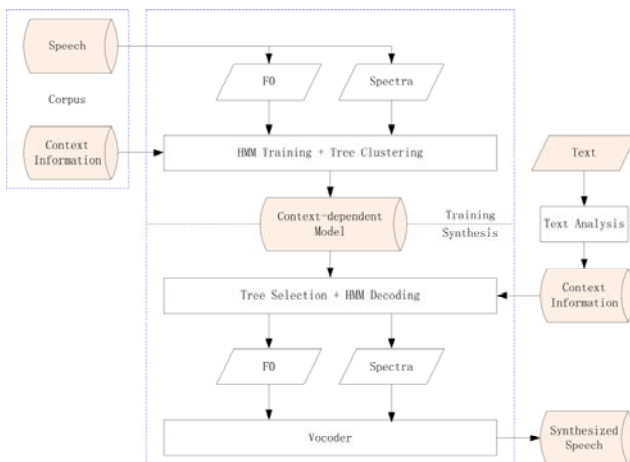 Speech
Corpus
Context
Information
F0
Spectra
HMM Training + Tree Clustering
Context-dependent
Model
Training
Synthesis
Text
Text Analysis
Context
Information
Tree Selection + HMM Decoding
F0
Spectra
Vocoder
Synthesized
Speech